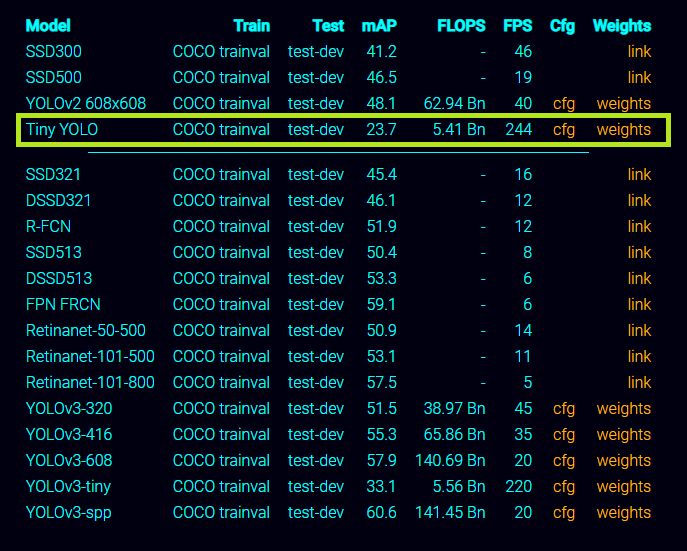 Model Train Test mAP FLOPS FPS Cfg Weights
SSD300 COCO trainval test-dev 41.2 - 46 link
SSD500 COCO trainval test-dev 46.5 - 19 link
YOLOv2 608x608 COCO trainval test-dev 48.1 62.94 Bn 40 cfg weights
Tiny YOLO COCO trainval test-dev 23.7 5.41 Bn 244 cfg weights
SSD321 COCO trainval test-dev 45.4 - 16 link
DSSD321 COCO trainval test-dev 46.1 - 12 link
R-FCN COCO trainval test-dev 51.9 - 12 link
SSD513 COCO trainval test-dev 50.4 - 8 link
DSSD513 COCO trainval test-dev 53.3 - 6 link
FPN FRCN COCO trainval test-dev 59.1 - 6 link
Retinanet-50-500 COCO trainval test-dev 50.9 - 14 link
Retinanet-101-500 COCO trainval test-dev 53.1 - 11 link
Retinanet-101-800 COCO trainval test-dev 57.5 - 5 link
YOLOv3-320 COCO trainval test-dev 51.5 38.97 Bn 45 cfg weights
YOLOv3-416 COCO trainval test-dev 55.3 65.86 Bn 35 cfg weights
YOLOv3-608 COCO trainval test-dev 57.9 140.69 Bn 20 cfg weights
YOLOv3-tiny COCO trainval test-dev 33.1 5.56 Bn 220 cfg weights
YOLOv3-spp COCO trainval test-dev 60.6 141.45 Bn 20 cfg weights